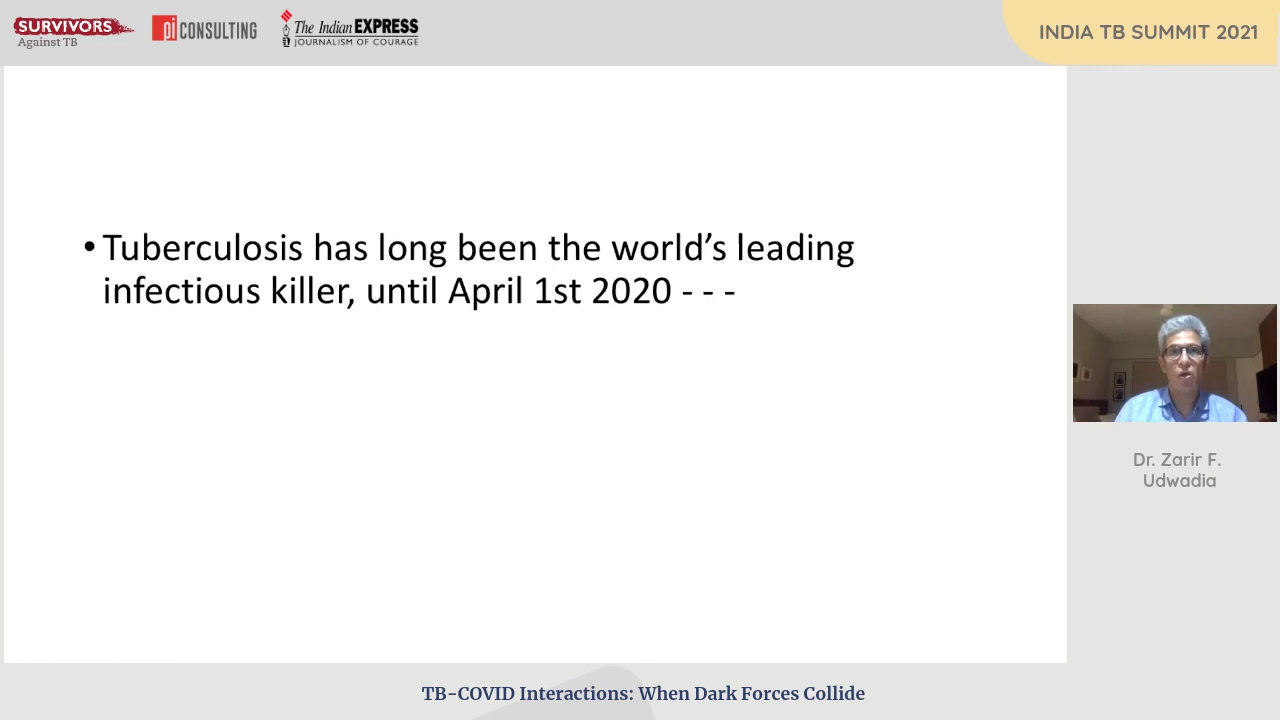 SURVIVORS
Against TB
pi CONSULTING
The Indian EXPRESS
JOURNALISM OF COURAGE
INDIA TB SUMMIT 2021
• Tuberculosis has long been the world’s leading
infectious killer, until April 1st 2020 - - -
Dr. Zarir F.
Udwadia
TB-COVID Interactions: When Dark Forces Collide